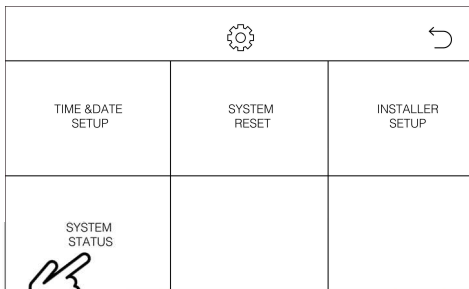 TIME &DATE
SETUP
SYSTEM
RESET
INSTALLER
SETUP
SYSTEM
STATUS